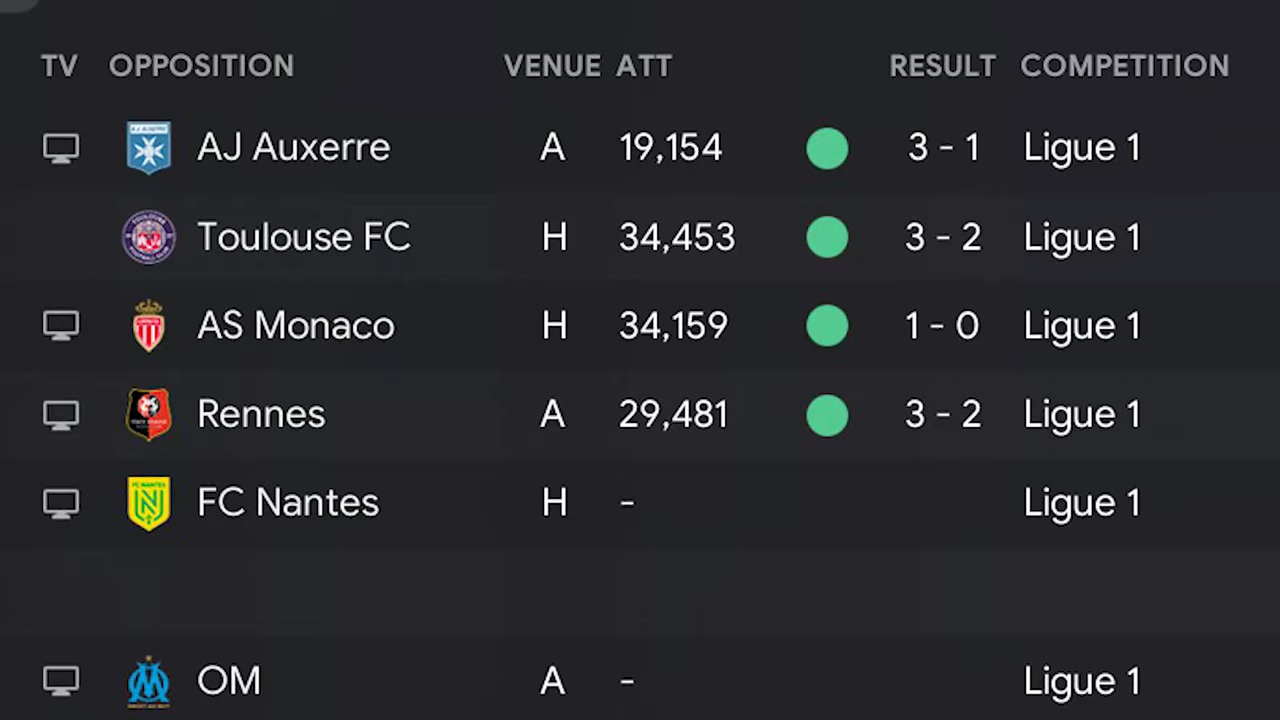 TV OPPOSITION VENUE ATT RESULT COMPETITION
AJ Auxerre A 19,154 3 - 1 Ligue 1
Toulouse FC H 34,453 3 - 2 Ligue 1
AS Monaco H 34,159 1 - 0 Ligue 1
Rennes A 29,481 3 - 2 Ligue 1
FC NANTES
FC Nantes H - Ligue 1
OM A - Ligue 1